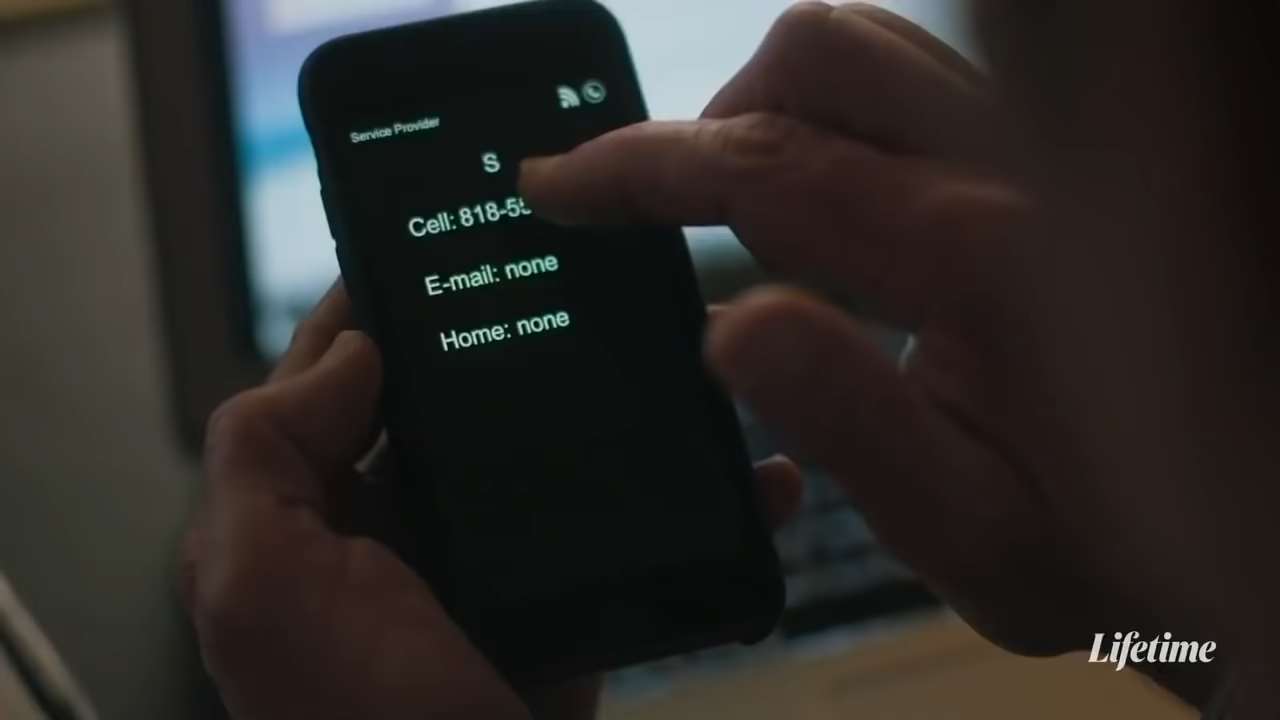 Service Provider
S
Cell: 818-55
E-mail: none
Home: none
Lifetime